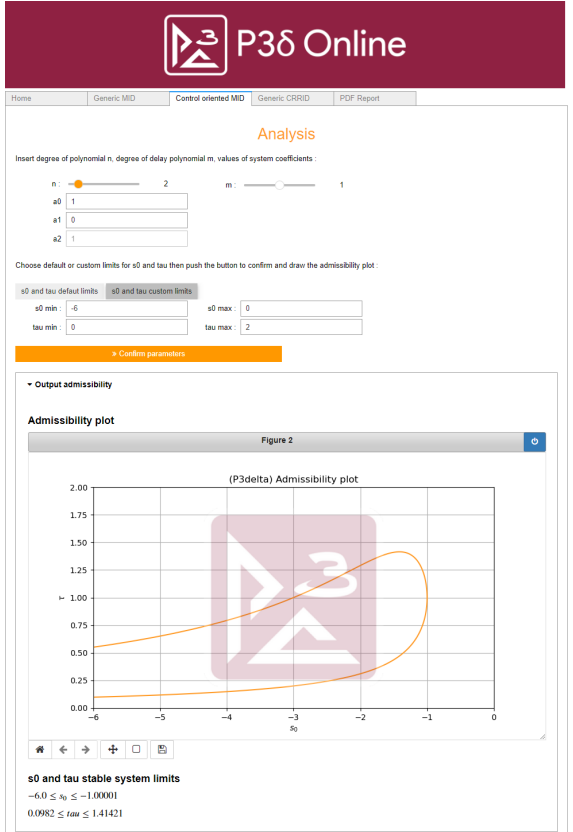 P3δ Online
Home Generic MID Control oriented MID Generic CRRID PDF Report
Analysis
Insert degree of polynomial n, degree of delay polynomial m, values of system coefficients :
n : 2 m : 1
a0 1
a1 0
a2 1
Choose default or custom limits for s0 and tau then push the button to confirm and draw the admissibility plot :
s0 and tau defaut limits s0 and tau custom limits
s0 min : -6 s0 max : 0
tau min : 0 tau max : 2
» Confirm parameters
Output admissibility
Admissibility plot
Figure 2
(P3delta) Admissibility plot
2.00
1.75
1.50
1.25
τ 1.00
0.75
0.50
0.25
0.00
−6 −5 −4 −3 −2 −1 0
s0
s0 and tau stable system limits
−6.0 ≤ s0 ≤ −1.00001
0.0982 ≤ tau ≤ 1.41421